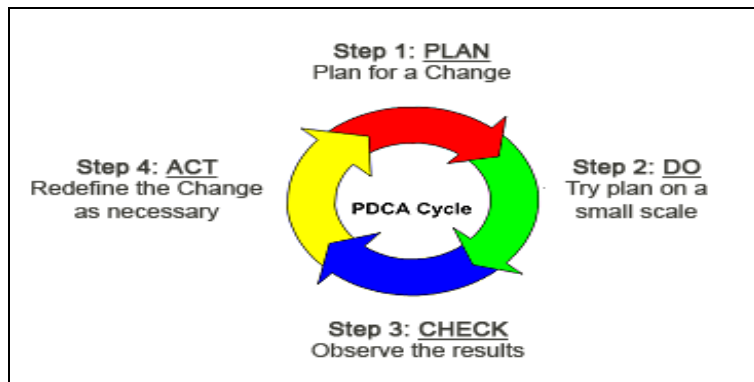 Step 1: PLAN
Plan for a Change
Step 2: DO
Try plan on a
small scale
Step 3: CHECK
Observe the results
Step 4: ACT
Redefine the Change
as necessary
PDCA Cycle